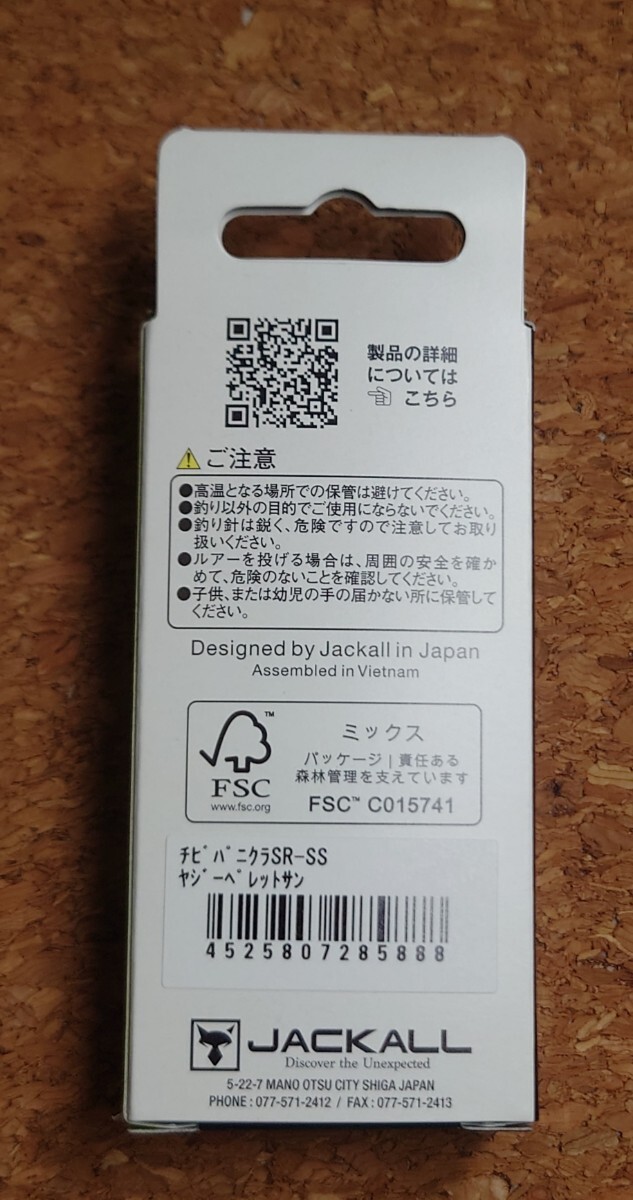 製品の詳細
については
☜ こちら
ご注意
●高温となる場所での保管は避けてください。
●釣り以外の目的でご使用にならないでください。
●釣り針は鋭く、危険ですので注意してお取り
扱いください。
●ルアーを投げる場合は、周囲の安全を確か
めて、危険のないことを確認してください。
●子供、または幼児の手の届かない所に保管して
ください。
Designed by Jackall in Japan
Assembled in Vietnam
™
FSC
www.fsc.org
ミックス
パッケージ | 責任ある
森林管理を支えています
FSC™ C015741
ﾁﾋﾞﾊﾞﾆｸﾗSR-SS
ﾔｼﾞｰﾍﾟﾚｯﾄｻﾝ
4525807285888
JACKALL
Discover the Unexpected
5-22-7 MANO OTSU CITY SHIGA JAPAN
PHONE : 077-571-2412 / FAX : 077-571-2413